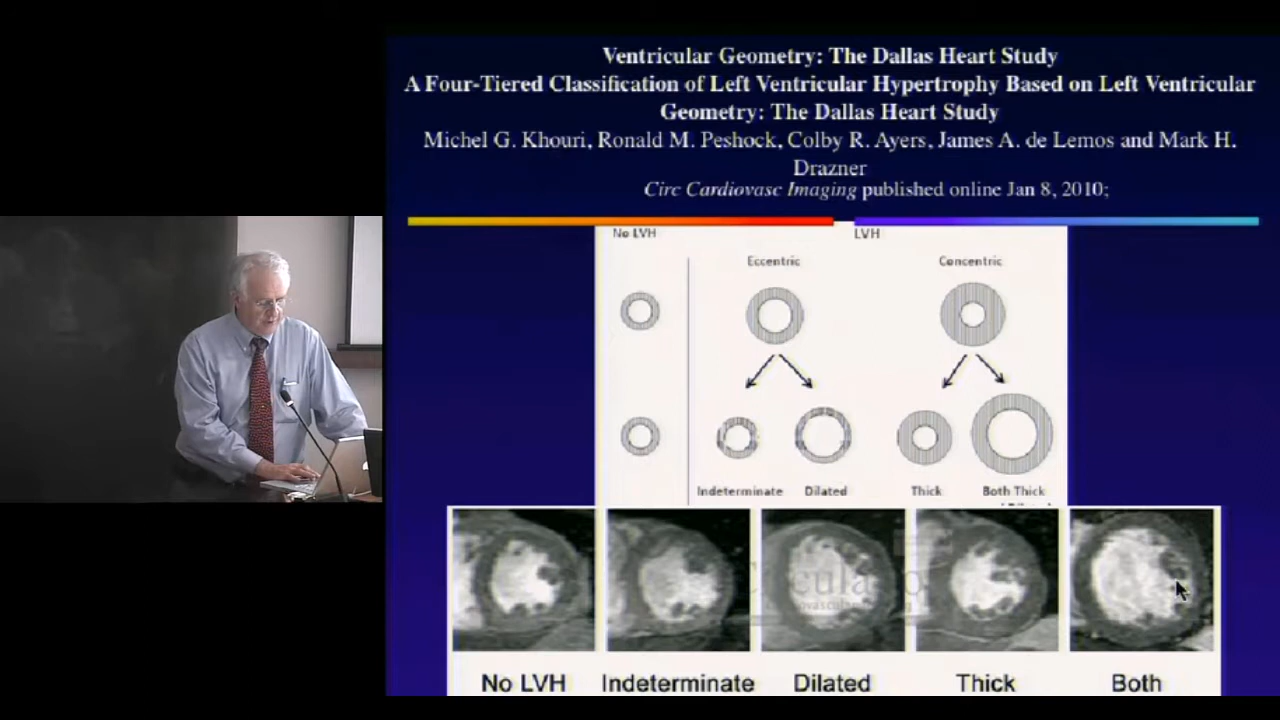 Ventricular Geometry: The Dallas Heart Study
A Four-Tiered Classification of Left Ventricular Hypertrophy Based on Left Ventricular
Geometry: The Dallas Heart Study
Michel G. Khouri, Ronald M. Peshock, Colby R. Ayers, James A. de Lemos and Mark H.
Drazner
Circ Cardiovasc Imaging published online Jan 8, 2010;
No LVH
LVH
Eccentric
Concentric
Indeterminate
Dilated
Thick
Both Thick
No LVH
Indeterminate
Dilated
Thick
Both